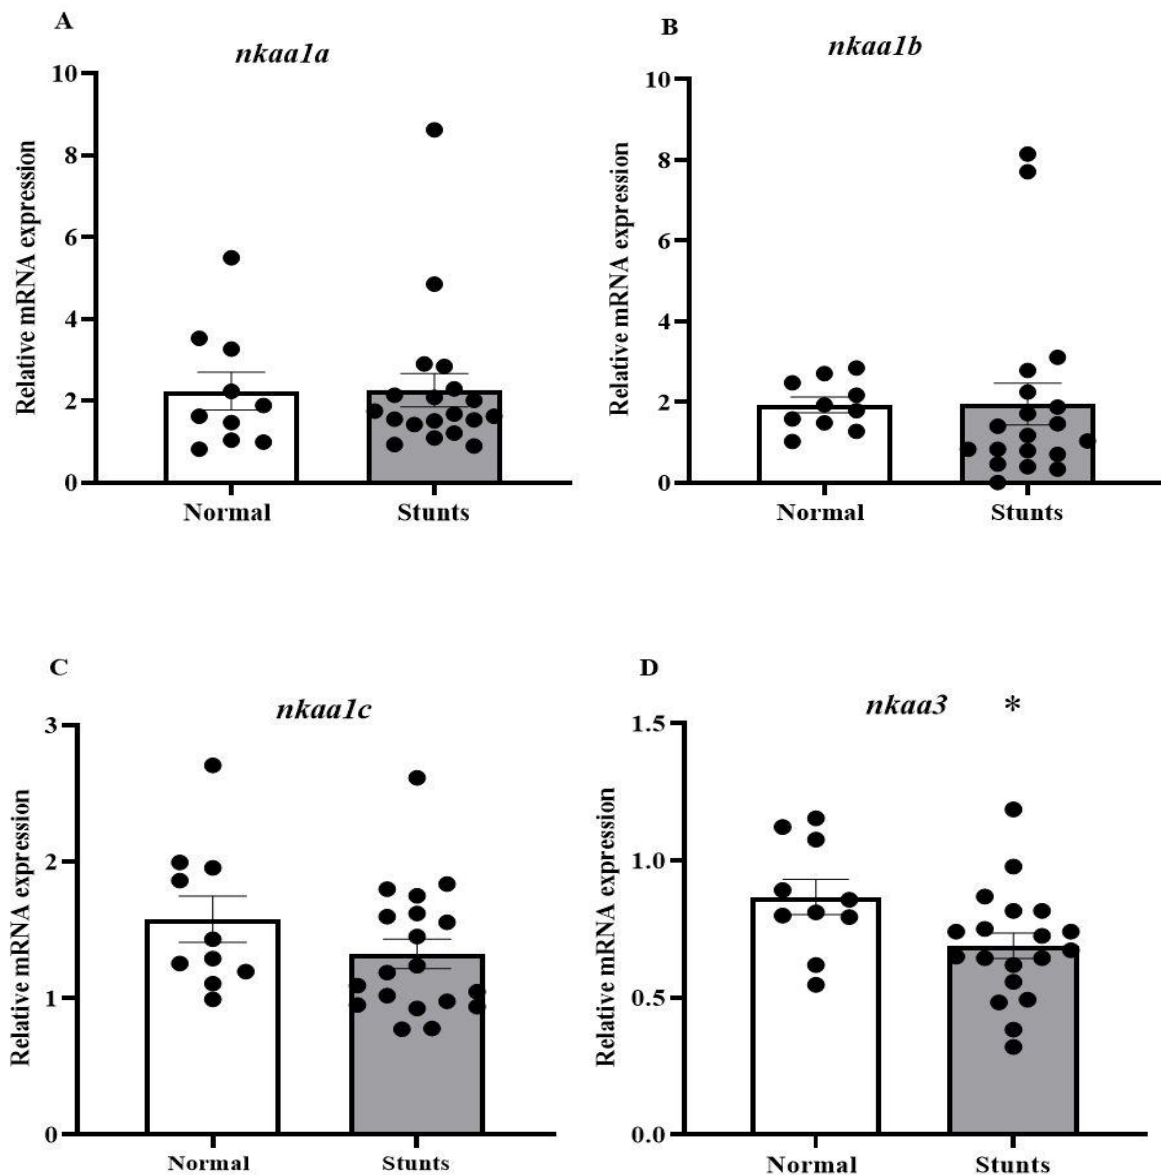 A
nkaa1a
Relative mRNA expression
10
8
6
4
2
0
Normal Stunts
B
nkaa1b
Relative mRNA expression
10
8
6
4
2
0
Normal Stunts
C
nkaa1c
Relative mRNA expression
3
2
1
0
Normal Stunts
D
nkaa3 *
Relative mRNA expression
1.5
1.0
0.5
0.0
Normal Stunts